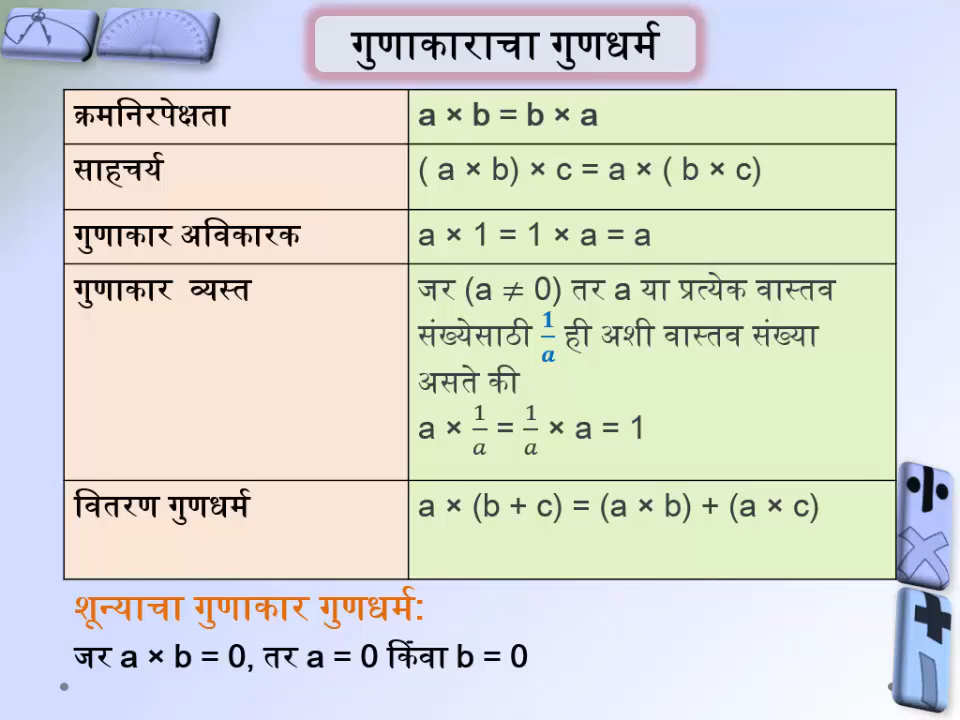 गुणाकाराचा गुणधर्म
क्रमनिरपेक्षता a × b = b × a
साहचर्य ( a × b) × c = a × ( b × c)
गुणाकार अविकारक a × 1 = 1 × a = a
गुणाकार व्यस्त जर (a ≠ 0) तर a या प्रत्येक वास्तव
संख्येसाठी 1/a ही अशी वास्तव संख्या
असते की
a × 1/a = 1/a × a = 1
वितरण गुणधर्म a × (b + c) = (a × b) + (a × c)
शून्याचा गुणाकार गुणधर्म:
जर a × b = 0, तर a = 0 किंवा b = 0